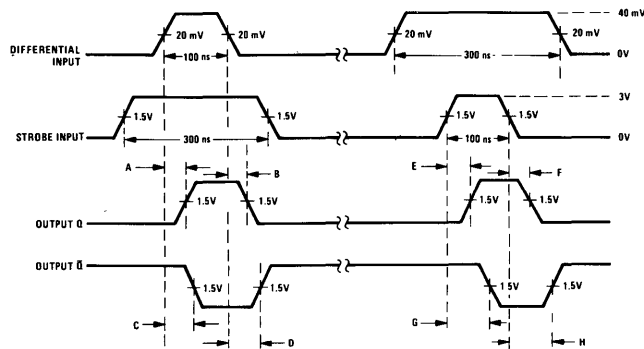 40 mV
20 mV 20 mV 20 mV 20 mV
DIFFERENTIAL
INPUT
100 ns 300 ns
0V
3V
1.5V 1.5V 1.5V 1.5V
STROBE INPUT
300 ns 100 ns
0V
A B E F
1.5V 1.5V 1.5V 1.5V
OUTPUT Q
OUTPUT Q̅
1.5V 1.5V 1.5V 1.5V
C D G H